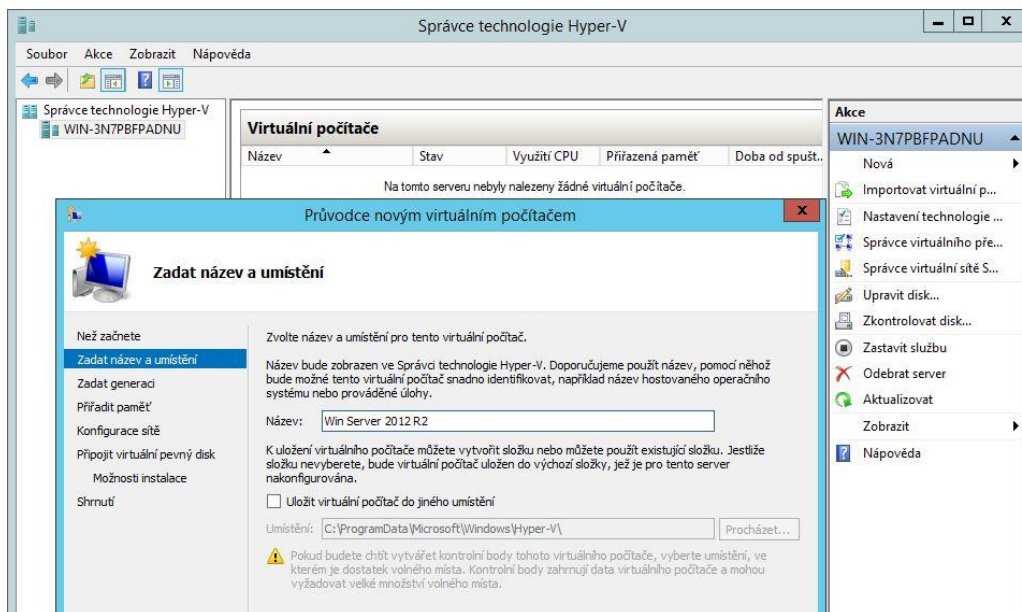 Správce technologie Hyper-V
Soubor Akce Zobrazit Nápověda
Správce technologie Hyper-V
WIN-3N7PBFPADNU
Virtuální počítače
Název Stav Využití CPU Přiřazená paměť Doba od spušt...
Na tomto serveru nebyly nalezeny žádné virtuální počítače.
Akce
WIN-3N7PBFPADNU
Nová
Importovat virtuální p...
Nastavení technologie ...
Správce virtuálního pře...
Správce virtuální sítě S...
Upravit disk...
Zkontrolovat disk...
Zastavit službu
Odebrat server
Aktualizovat
Zobrazit
Nápověda
Průvodce novým virtuálním počítačem
Zadat název a umístění
Než začnete
Zadat název a umístění
Zadat generaci
Přiřadit paměť
Konfigurace sítě
Připojit virtuální pevný disk
Možnosti instalace
Shrnutí
Zvolte název a umístění pro tento virtuální počítač.
Název bude zobrazen ve Správci technologie Hyper-V. Doporučujeme použít název, pomocí něhož
bude možné tento virtuální počítač snadno identifikovat, například název hostovaného operačního
systému nebo prováděné úlohy.
Název: Win Server 2012 R2
K uložení virtuálního počítače můžete vytvořit složku nebo můžete použít existující složku. Jestliže
složku nevyberete, bude virtuální počítač uložen do výchozí složky, jež je pro tento server
nakonfigurována.
Uložit virtuální počítač do jiného umístění
Umístění: C:\ProgramData\Microsoft\Windows\Hyper-V\ Procházet...
Pokud budete chtít vytvářet kontrolní body tohoto virtuálního počítače, vyberte umístění, ve
kterém je dostatek volného místa. Kontrolní body zahrnují data virtuálního počítače a mohou
vyžadovat velké množství volného místa.